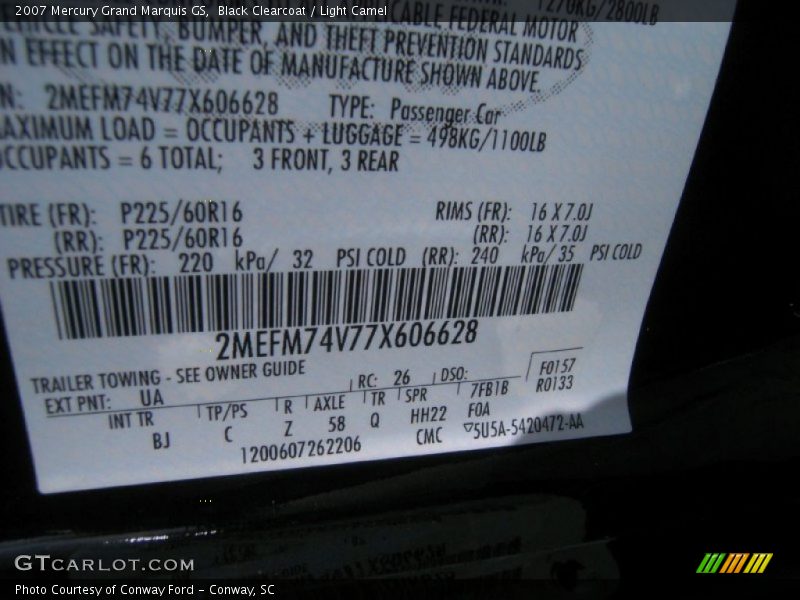 2007 Mercury Grand Marquis GS, Black Clearcoat / Light Camel
1270KG/2800LB
CABLE FEDERAL MOTOR
VEHICLE SAFETY, BUMPER, AND THEFT PREVENTION STANDARDS
N EFFECT ON THE DATE OF MANUFACTURE SHOWN ABOVE.
N: 2MEFM74V77X606628 TYPE: Passenger Car
MAXIMUM LOAD = OCCUPANTS + LUGGAGE = 498KG/1100LB
OCCUPANTS = 6 TOTAL; 3 FRONT, 3 REAR
TIRE (FR): P225/60R16 RIMS (FR): 16 X 7.0J
(RR): P225/60R16 (RR): 16 X 7.0J
PRESSURE (FR): 220 kPa/ 32 PSI COLD (RR): 240 kPa/ 35 PSI COLD
2MEFM74V77X606628
TRAILER TOWING - SEE OWNER GUIDE
EXT PNT: UA RC: 26 DSO: F0157
R0133
INT TR TP/PS R AXLE TR SPR 7FB1B
BJ C Z 58 Q HH22 F0A
1200607262206 CMC ▽5U5A-5420472-AA
GTCARLOT.COM
Photo Courtesy of Conway Ford – Conway, SC